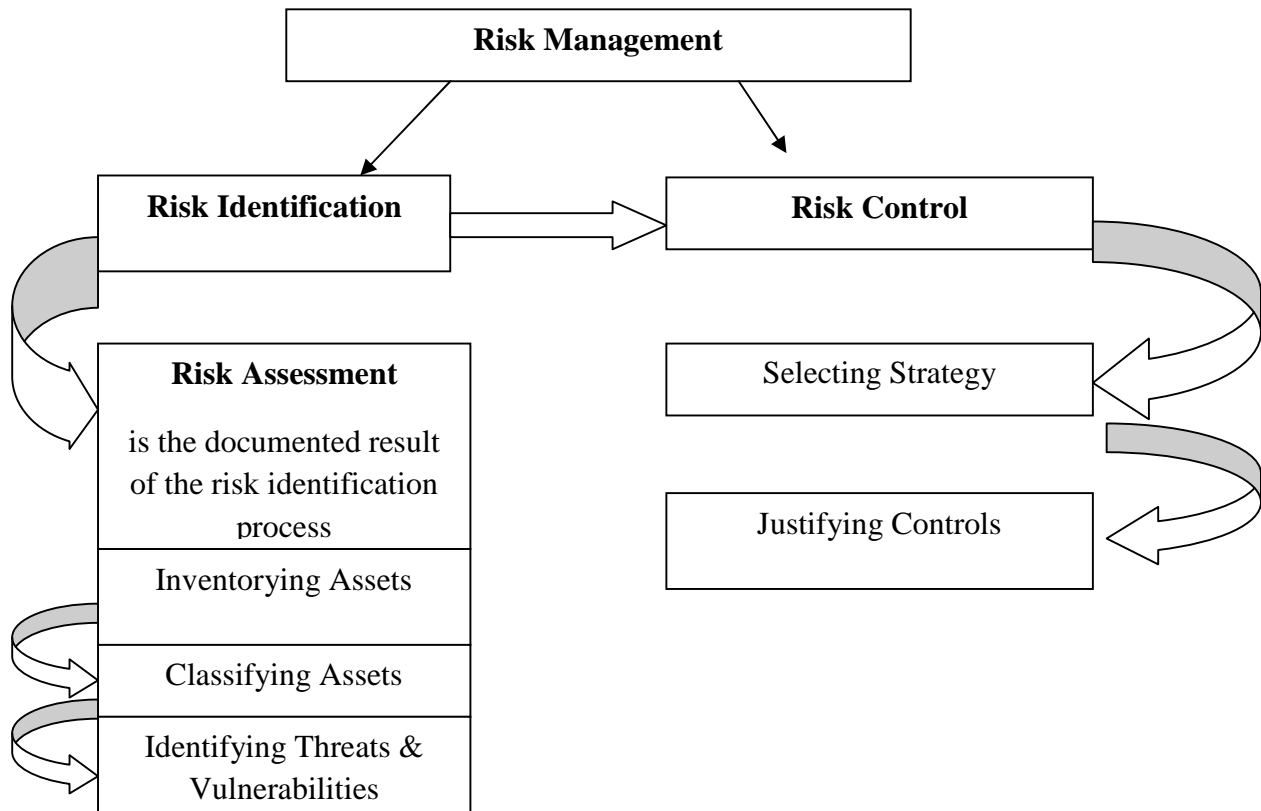 Risk Management
Risk Identification
Risk Control
Risk Assessment
is the documented result
of the risk identification
process
Inventorying Assets
Classifying Assets
Identifying Threats &
Vulnerabilities
Selecting Strategy
Justifying Controls